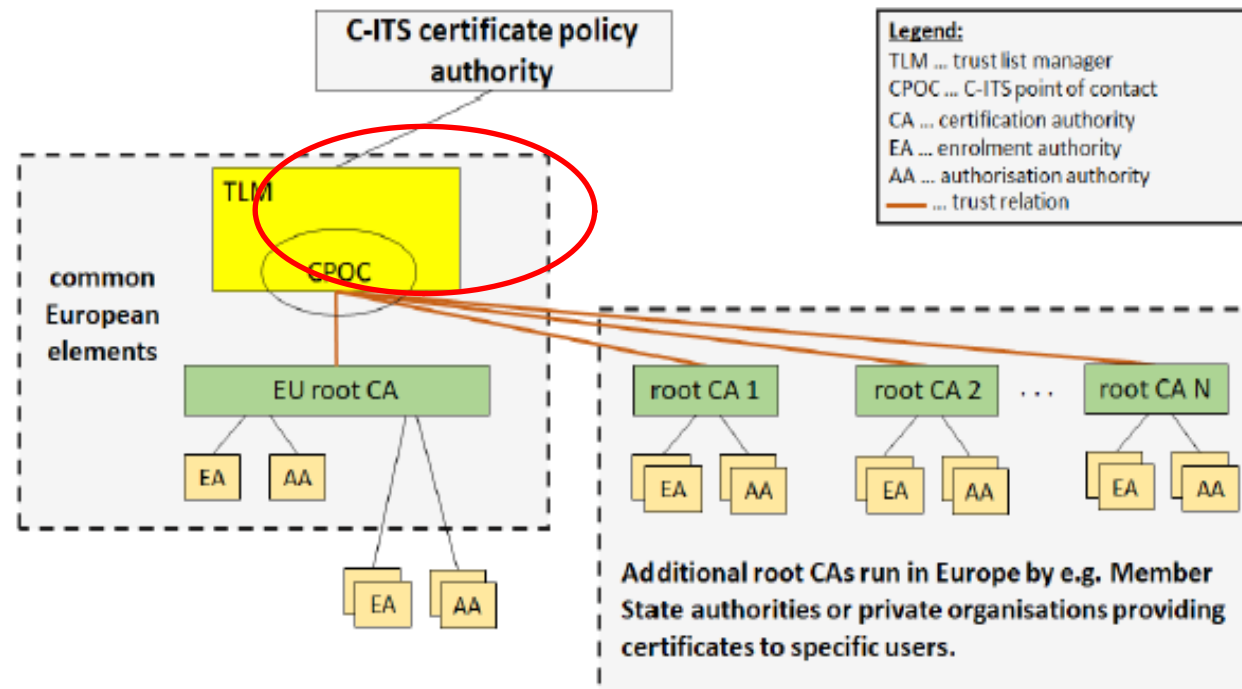 C-ITS certificate policy
authority
Legend:
TLM ... trust list manager
CPOC ... C-ITS point of contact
CA ... certification authority
EA ... enrolment authority
AA ... authorisation authority
... trust relation
TLM
CPOC
common
European
elements
EU root CA
root CA 1
root CA 2
...
root CA N
EA
AA
EA
AA
EA
AA
EA
AA
EA
AA
Additional root CAs run in Europe by e.g. Member
State authorities or private organisations providing
certificates to specific users.